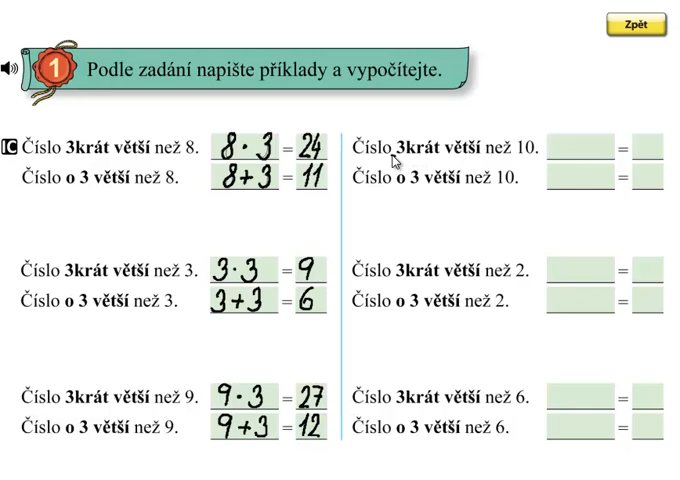 Zpět
1 Podle zadání napište příklady a vypočítejte.
IC Číslo 3krát větší než 8. 8 · 3 = 24
Číslo o 3 větší než 8. 8+3 = 11
Číslo 3krát větší než 3. 3·3 = 9
Číslo o 3 větší než 3. 3+3 = 6
Číslo 3krát větší než 9. 9·3 = 27
Číslo o 3 větší než 9. 9+3 = 12
Číslo 3krát větší než 10. =
Číslo o 3 větší než 10. =
Číslo 3krát větší než 2. =
Číslo o 3 větší než 2. =
Číslo 3krát větší než 6. =
Číslo o 3 větší než 6. =